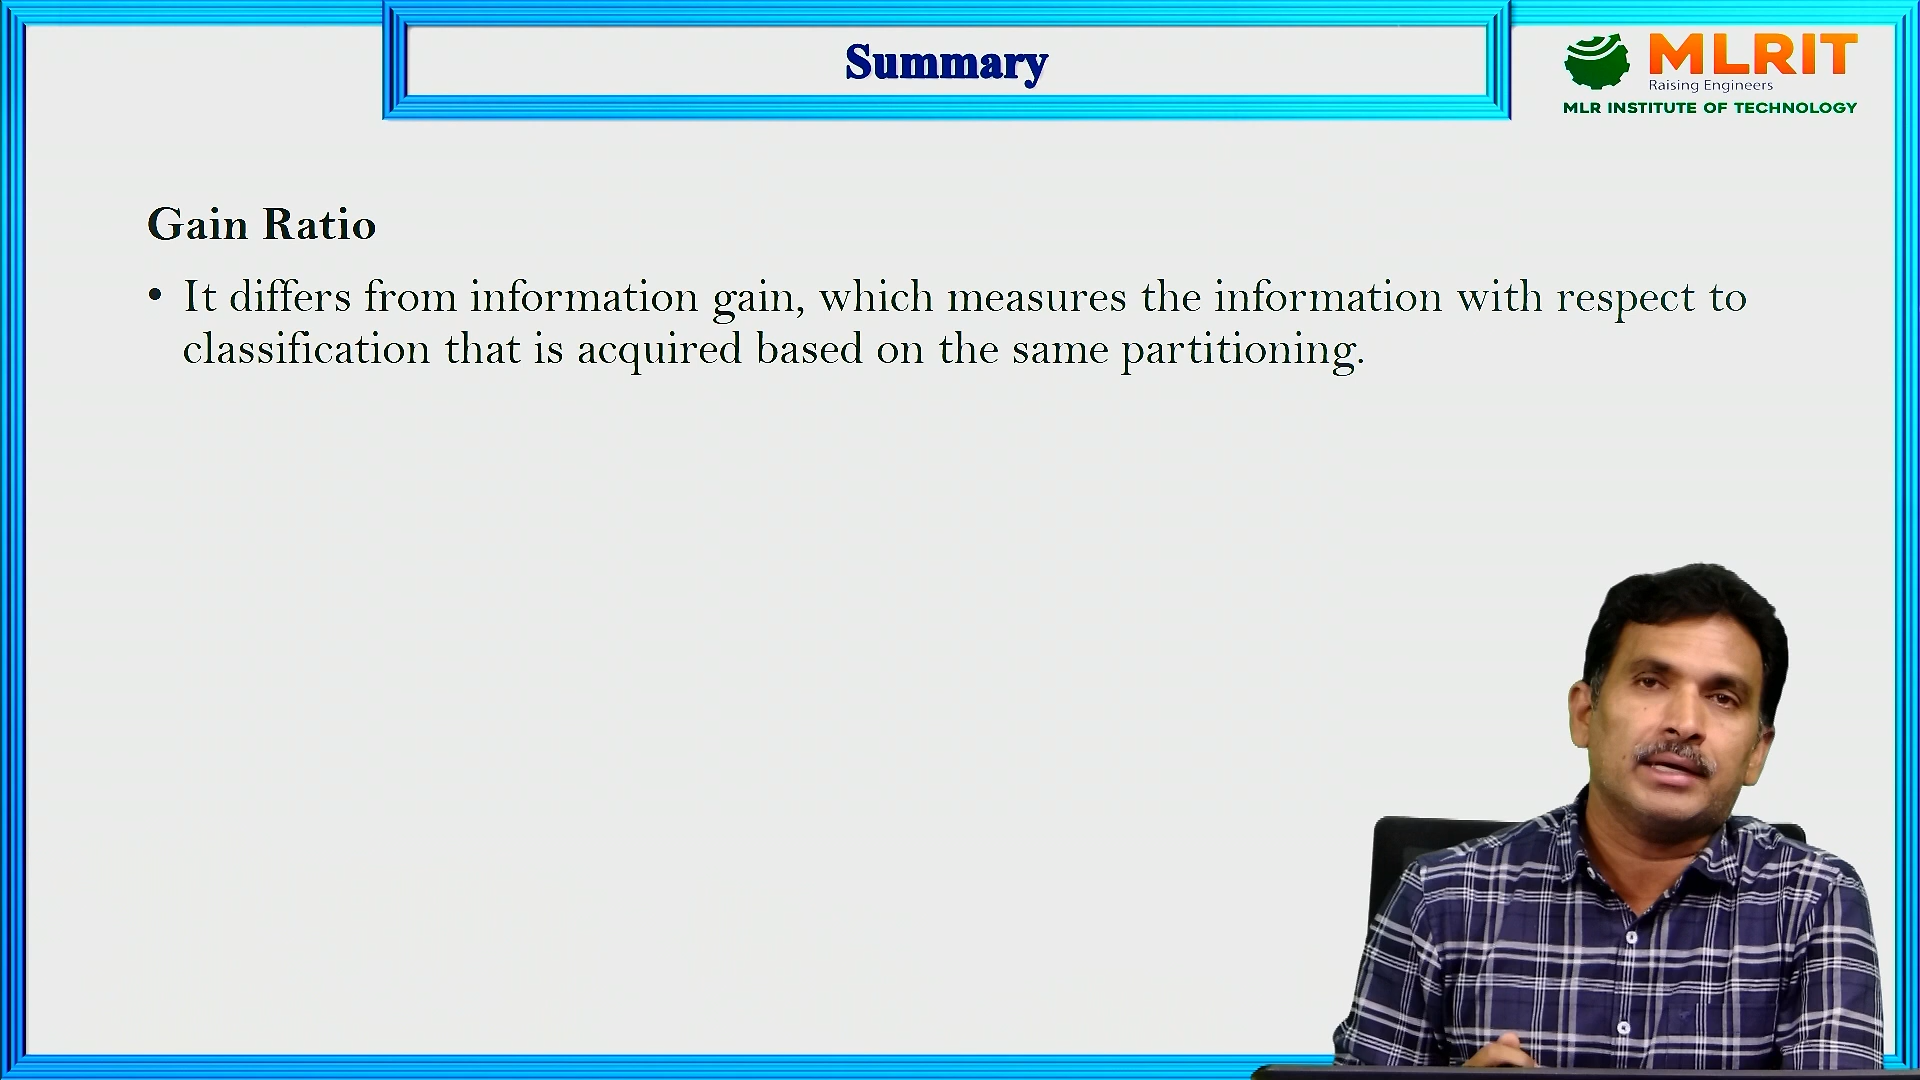 Summary
MLRIT
Raising Engineers
MLR INSTITUTE OF TECHNOLOGY
Gain Ratio
• It differs from information gain, which measures the information with respect to
classification that is acquired based on the same partitioning.